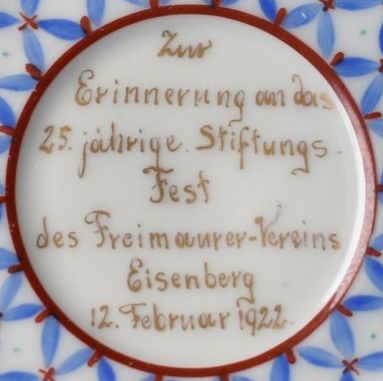 Zur
Erinnerung an das
25. jährige. Stiftungs-
Fest
des Freimaurer-Vereins
Eisenberg
12. Februar 1922.